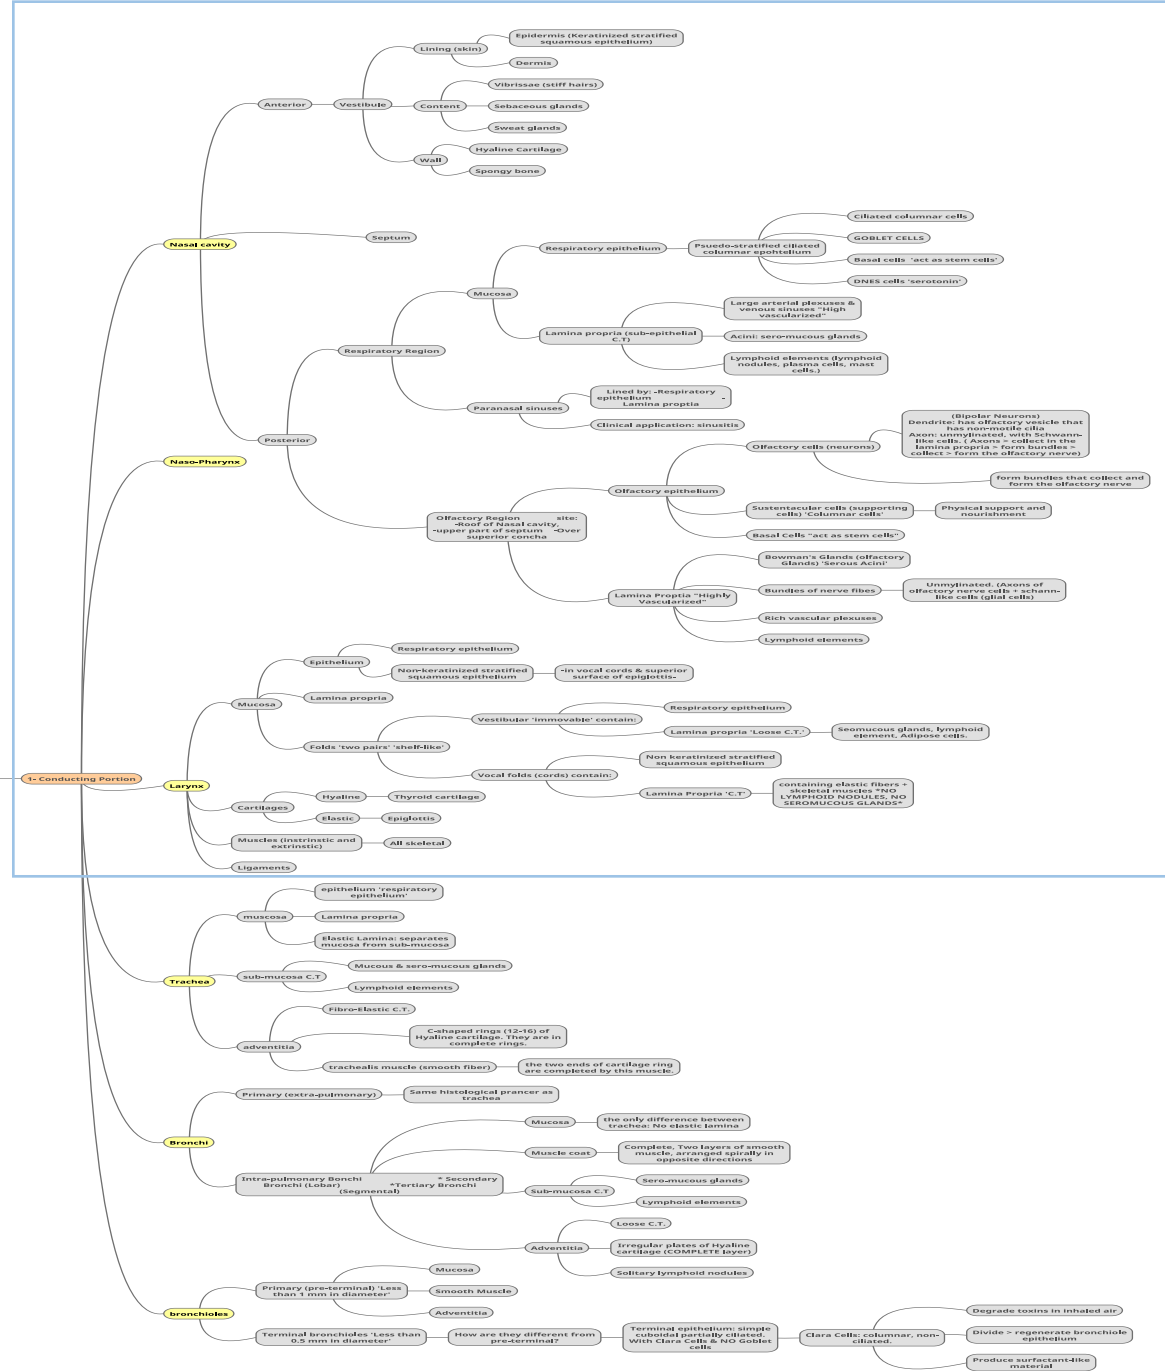 1- Conducting Portion
Nasal cavity
Anterior
Vestibule
Lining (skin)
Epidermis (Keratinized stratified
squamous epithelium)
Dermis
Content
Vibrissae (stiff hairs)
Sebaceous glands
Sweat glands
Wall
Hyaline Cartilage
Spongy bone
Septum
Posterior
Respiratory Region
Mucosa
Respiratory epithelium
Psuedo-stratified ciliated
columnar epohtelium
Ciliated columnar cells
GOBLET CELLS
Basal cells 'act as stem cells'
DNES cells 'serotonin'
Lamina propria (sub-epithelial
C.T)
Large arterial plexuses &
venous sinuses "High
vascularized"
Acini: sero-mucous glands
Lymphoid elements (lymphoid
nodules, plasma cells, mast
cells.)
Paranasal sinuses
Lined by: -Respiratory
epithelium -
Lamina proptia
Clinical application: sinusitis
Olfactory Region site:
-Roof of Nasal cavity,
-upper part of septum -Over
superior concha
Olfactory epithelium
Olfactory cells (neurons)
(Bipolar Neurons)
Dendrite: has olfactory vesicle that
has non-motile cilia
Axon: unmylinated, with Schwann-
like cells. ( Axons > collect in the
lamina propria > form bundles >
collect > form the olfactory nerve)
form bundles that collect and
form the olfactory nerve
Sustentacular cells (supporting
cells) 'Columnar cells'
Physical support and
nourishment
Basal Cells "act as stem cells"
Lamina Proptia "Highly
Vascularized"
Bowman's Glands (olfactory
Glands) 'Serous Acini'
Bundles of nerve fibes
Unmylinated. (Axons of
olfactory nerve cells + schann-
like cells (glial cells)
Rich vascular plexuses
Lymphoid elements
Naso-Pharynx
Larynx
Mucosa
Epithelium
Respiratory epithelium
Non-keratinized stratified
squamous epithelium
-in vocal cords & superior
surface of epiglottis-
Lamina propria
Folds 'two pairs' 'shelf-like'
Vestibular 'immovable' contain:
Respiratory epithelium
Lamina propria 'Loose C.T.'
Seomucous glands, lymphoid
element, Adipose cells.
Vocal folds (cords) contain:
Non keratinized stratified
squamous epithelium
Lamina Propria 'C.T'
containing elastic fibers +
skeletal muscles *NO
LYMPHOID NODULES, NO
SEROMUCOUS GLANDS*
Cartilages
Hyaline
Thyroid cartilage
Elastic
Epiglottis
Muscles (instrinstic and
extrinstic)
All skeletal
Ligaments
Trachea
muscosa
epithelium 'respiratory
epithelium'
Lamina propria
Elastic Lamina: separates
mucosa from sub-mucosa
sub-mucosa C.T
Mucous & sero-mucous glands
Lymphoid elements
adventitia
Fibro-Elastic C.T.
C-shaped rings (12-16) of
Hyaline cartilage. They are in
complete rings.
trachealis muscle (smooth fiber)
the two ends of cartilage ring
are completed by this muscle.
Bronchi
Primary (extra-pulmonary)
Same histological prancer as
trachea
Intra-pulmonary Bonchi * Secondary
Bronchi (Lobar) *Tertiary Bronchi
(Segmental)
Mucosa
the only difference between
trachea: No elastic lamina
Muscle coat
Complete, Two layers of smooth
muscle, arranged spirally in
opposite directions
Sub-mucosa C.T
Sero-mucous glands
Lymphoid elements
Adventitia
Loose C.T.
Irregular plates of Hyaline
cartilage (COMPLETE layer)
Solitary lymphoid nodules
bronchioles
Primary (pre-terminal) 'Less
than 1 mm in diameter'
Mucosa
Smooth Muscle
Adventitia
Terminal bronchioles 'Less than
0.5 mm in diameter'
How are they different from
pre-terminal?
Terminal epithelium: simple
cuboidal partially ciliated.
With Clara Cells & NO Goblet
cells
Clara Cells: columnar, non-
ciliated.
Degrade toxins in inhaled air
Divide > regenerate bronchiole
epithelium
Produce surfactant-like
material